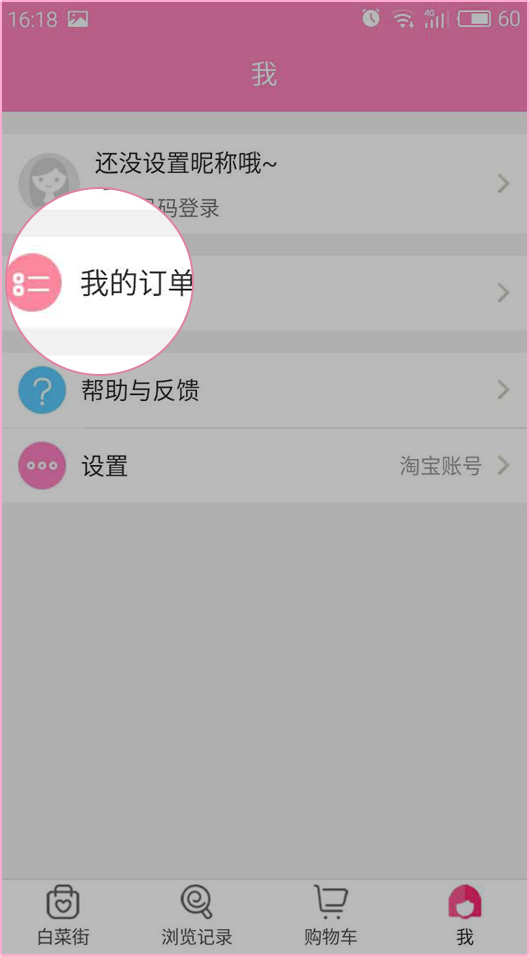 16:18
4G
60
我
还没设置昵称哦~
码登录
我的订单
帮助与反馈
设置
淘宝账号
白菜街
浏览记录
购物车
我